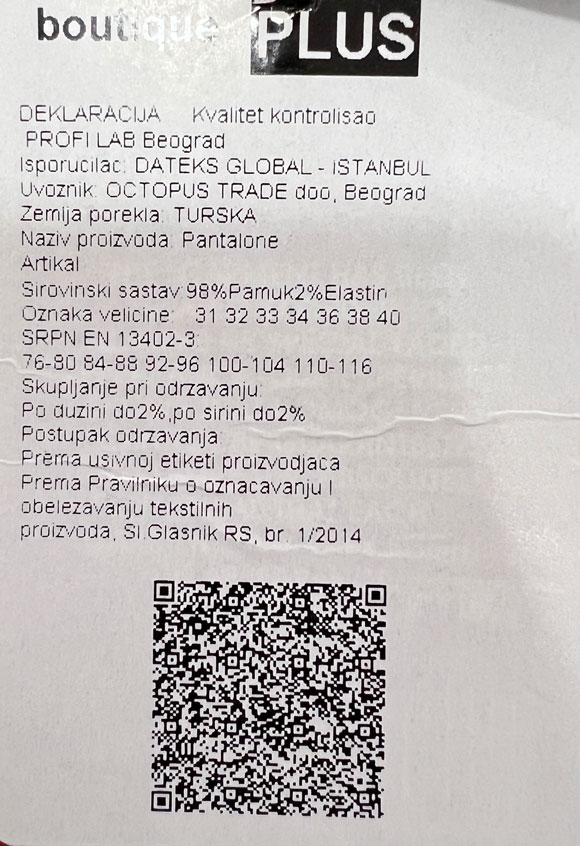 boutique PLUS
DEKLARACIJA Kvalitet kontrolisao
PROFI LAB Beograd
Isporucilac: DATEKS GLOBAL - ISTANBUL
Uvoznik: OCTOPUS TRADE doo, Beograd
Zemlja porekla: TURSKA
Naziv proizvoda: Pantalone
Artikal
Sirovinski sastav:98%Pamuk2%Elastin
Oznaka velicine: 31 32 33 34 36 38 40
SRPN EN 13402-3:
76-80 84-88 92-96 100-104 110-116
Skupljanje pri odrzavanju:
Po duzini do2%,po sirini do2%
Postupak odrzavanja:
Prema usivnoj etiketi proizvodjaca
Prema Pravilniku o oznacavanju I
obelezavanju tekstilnih
proizvoda, Sl.Glasnik RS, br. 1/2014